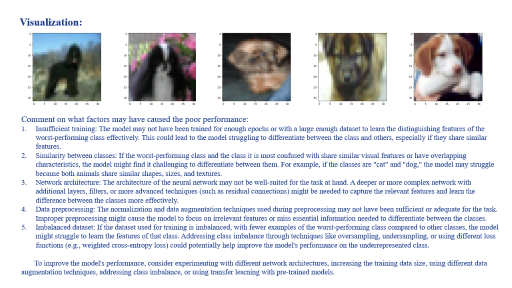 Visualization:
Comment on what factors may have caused the poor performance:
1. Insufficient training: The model may not have been trained for enough epochs or with a large enough dataset to learn the distinguishing features of the
worst-performing class effectively. This could lead to the model struggling to differentiate between the class and others, especially if they share similar
features.
2. Similarity between classes: If the worst-performing class and the class it is most confused with share similar visual features or have overlapping
characteristics, the model might find it challenging to differentiate between them. For example, if the classes are "cat" and "dog," the model may struggle
because both animals share similar shapes, sizes, and textures.
3. Network architecture: The architecture of the neural network may not be well-suited for the task at hand. A deeper or more complex network with
additional layers, filters, or more advanced techniques (such as residual connections) might be needed to capture the relevant features and learn the
difference between the classes more effectively.
4. Data preprocessing: The normalization and data augmentation techniques used during preprocessing may not have been sufficient or adequate for the task.
Improper preprocessing might cause the model to focus on irrelevant features or miss essential information needed to differentiate between the classes.
5. Imbalanced dataset: If the dataset used for training is imbalanced, with fewer examples of the worst-performing class compared to other classes, the model
might struggle to learn the features of that class. Addressing class imbalance through techniques like oversampling, undersampling, or using different loss
functions (e.g., weighted cross-entropy loss) could potentially help improve the model's performance on the underrepresented class.
To improve the model's performance, consider experimenting with different network architectures, increasing the training data size, using different data
augmentation techniques, addressing class imbalance, or using transfer learning with pre-trained models.